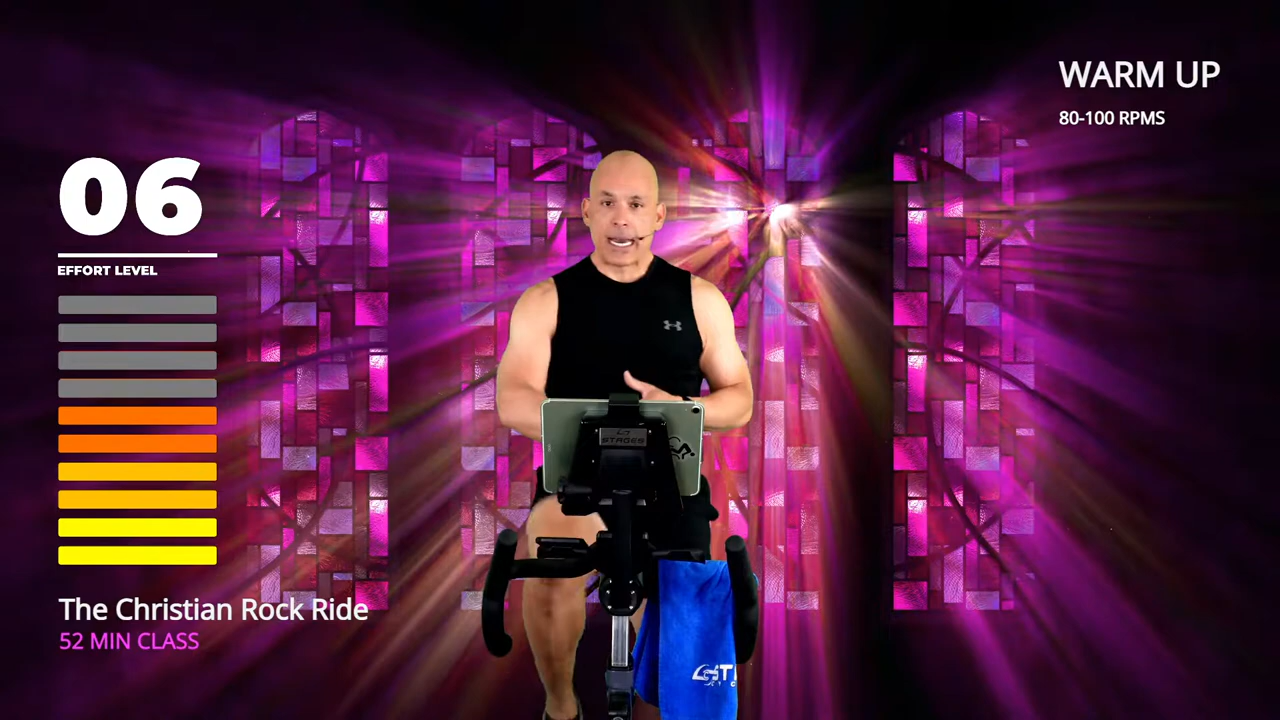 WARM UP
80-100 RPMS
06
EFFORT LEVEL
STAGES
The Christian Rock Ride
52 MIN CLASS